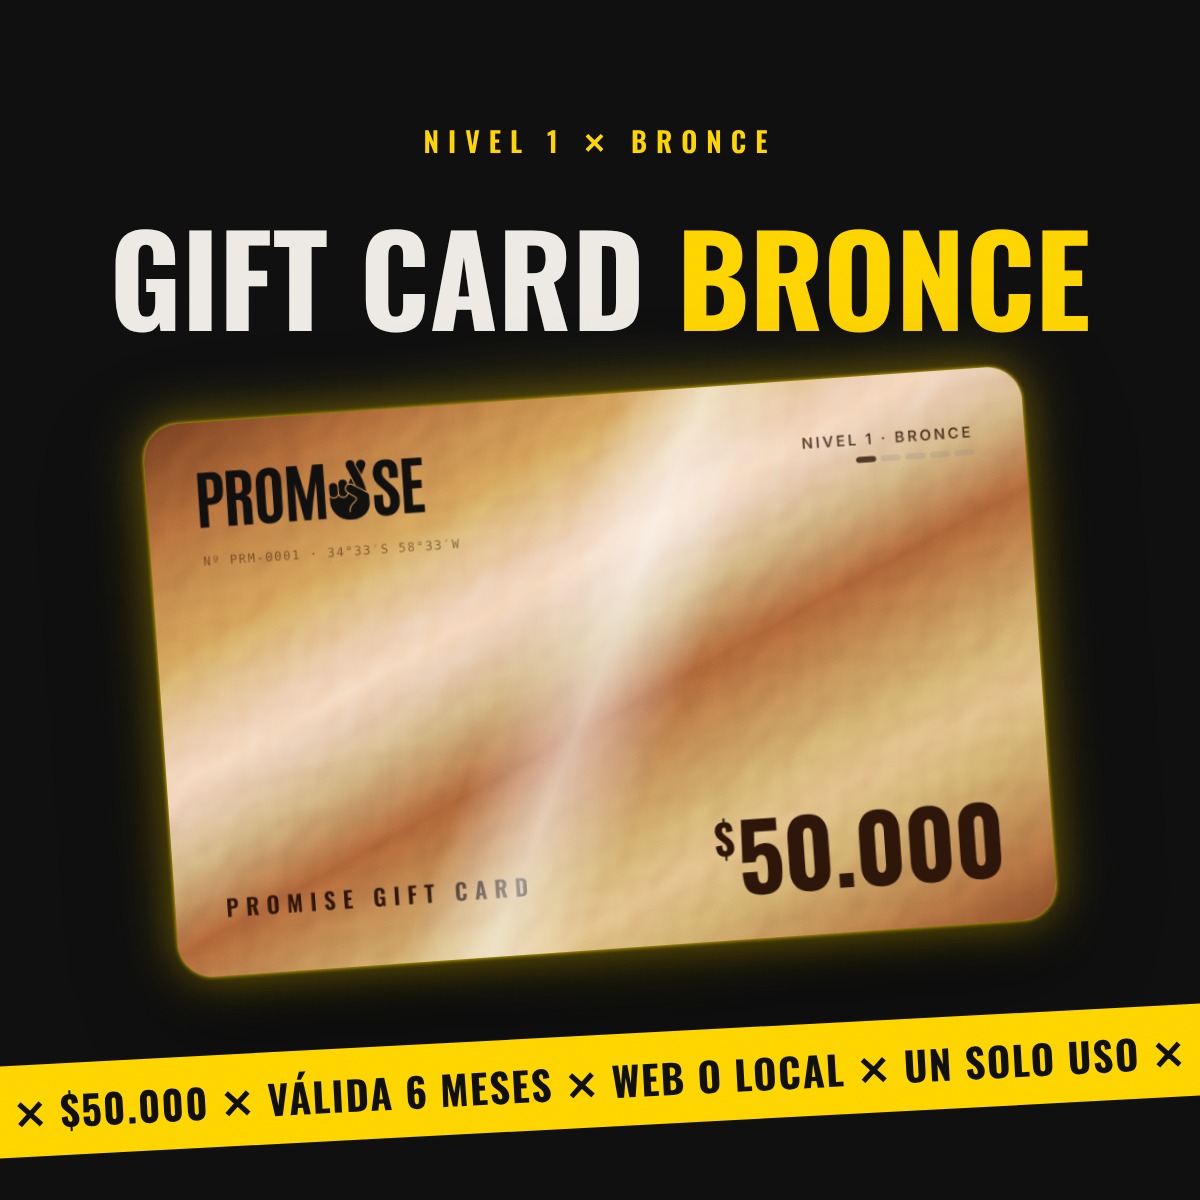 NIVEL 1 × BRONCE
GIFT CARD BRONCE
PROMISE
NIVEL 1 · BRONCE
Nº PRM-0001 · 34°33′S 58°33′W
$50.000
PROMISE GIFT CARD
× $50.000 × VÁLIDA 6 MESES × WEB O LOCAL × UN SOLO USO ×